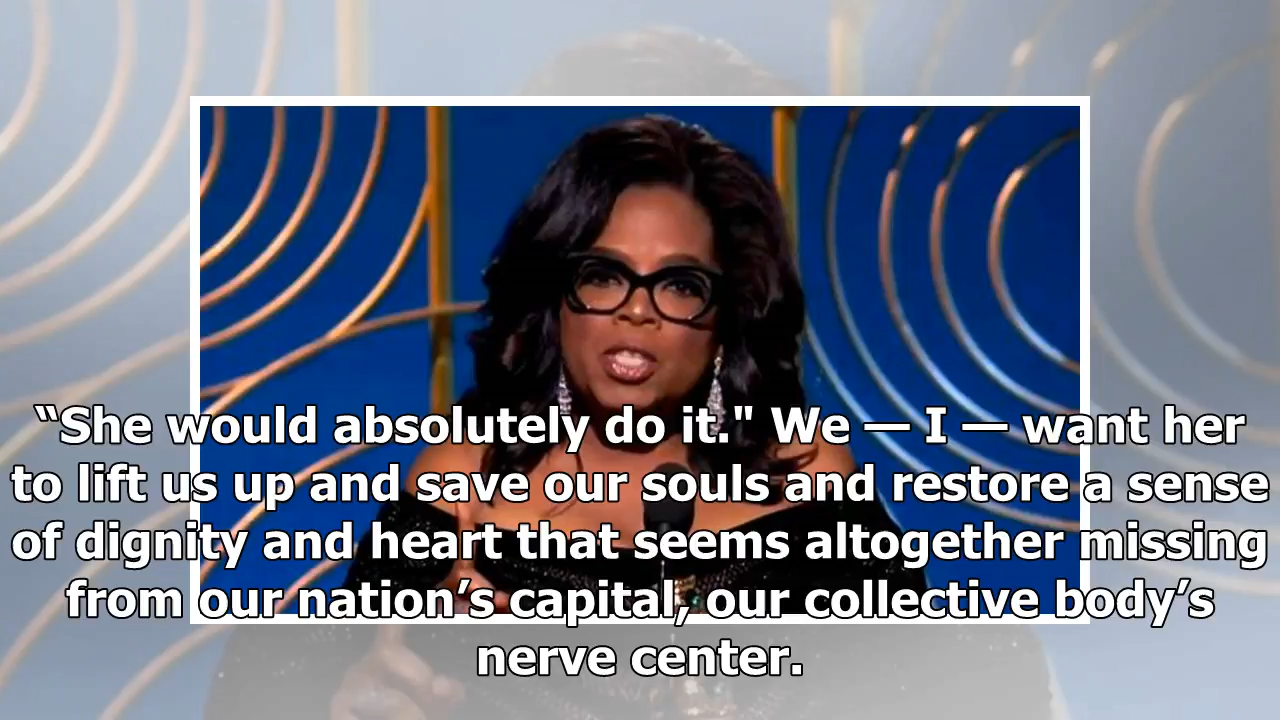 “She would absolutely do it." We — I — want her
to lift us up and save our souls and restore a sense
of dignity and heart that seems altogether missing
from our nation’s capital, our collective body’s
nerve center.